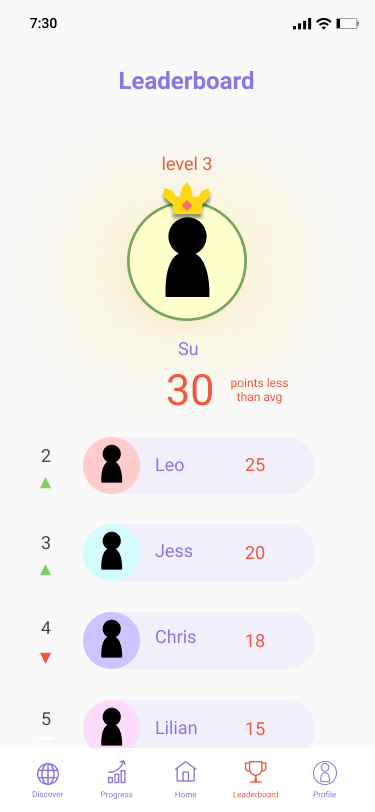 7:30
Leaderboard
level 3
Su
30 points less
than avg
2 Leo 25
3 Jess 20
4 Chris 18
5 Lilian 15
Discover Progress Home Leaderboard Profile